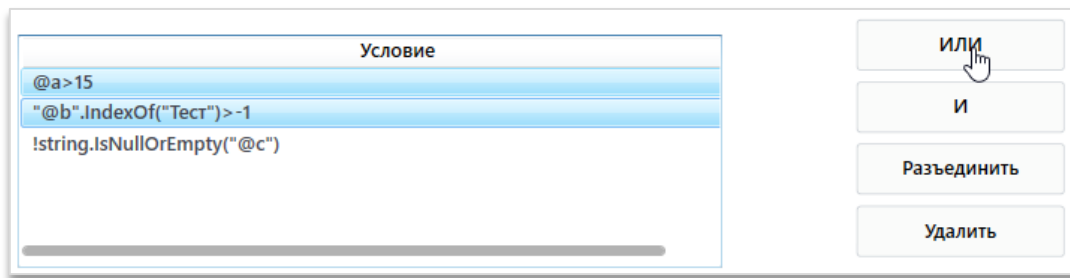 Условие
@a>15
"@b".IndexOf("Тест")>-1
!string.IsNullOrEmpty("@c")
ИЛИ
И
Разъединить
Удалить